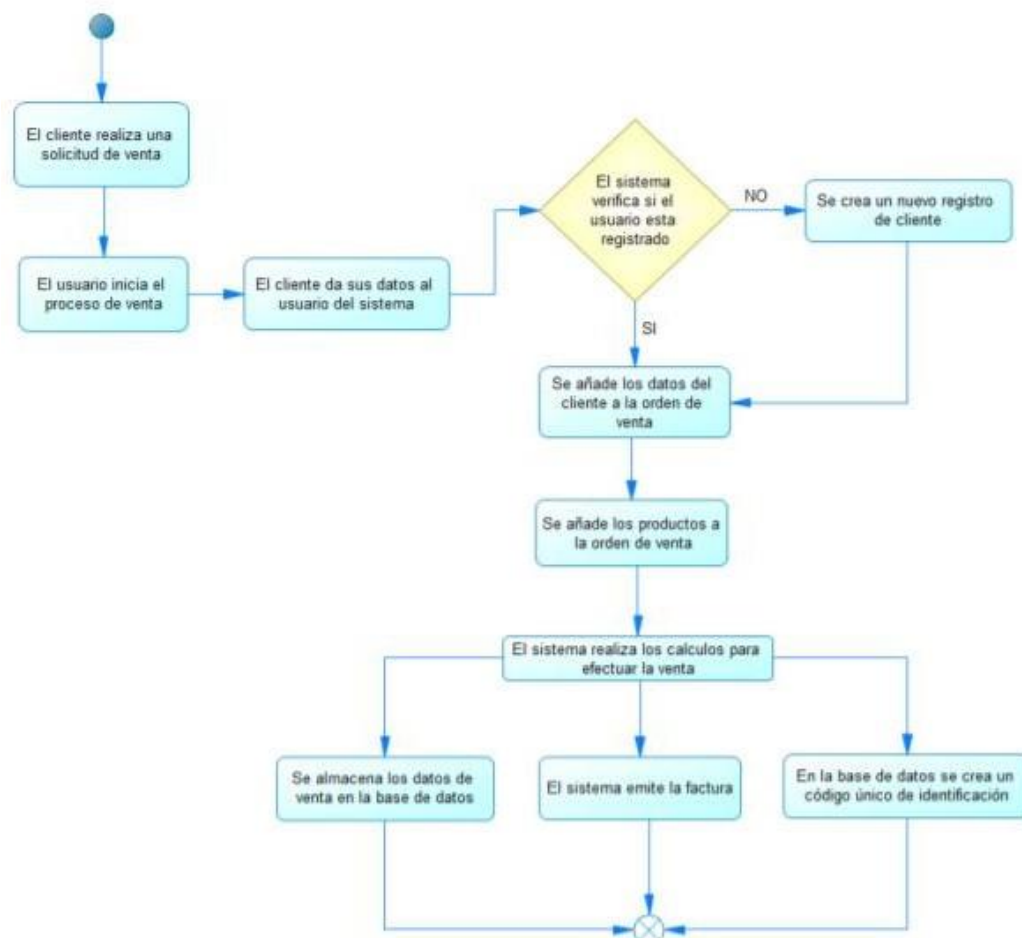 El cliente realiza una
solicitud de venta
El usuario inicia el
proceso de venta
El cliente da sus datos al
usuario del sistema
El sistema
verifica si el
usuario esta
registrado
NO
Se crea un nuevo registro
de cliente
SI
Se añade los datos del
cliente a la orden de
venta
Se añade los productos a
la orden de venta
El sistema realiza los calculos para
efectuar la venta
Se almacena los datos de
venta en la base de datos
El sistema emite la factura
En la base de datos se crea un
código único de identificación